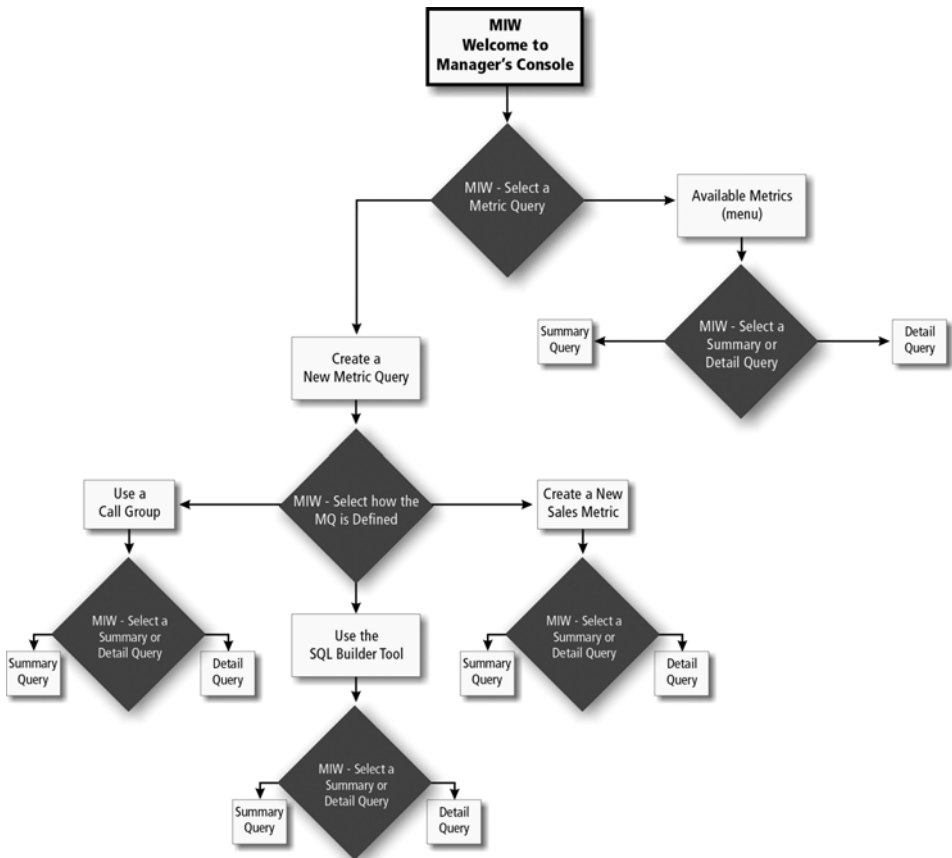 MIW
Welcome to
Manager's Console
MIW - Select a
Metric Query
Available Metrics
(menu)
MIW - Select a
Summary or
Detail Query
Summary
Query
Detail
Query
Create a
New Metric Query
MIW - Select how the
MQ is Defined
Use a
Call Group
Create a New
Sales Metric
MIW - Select a
Summary or
Detail Query
Summary
Query
Detail
Query
Use the
SQL Builder Tool
MIW - Select a
Summary or
Detail Query
Summary
Query
Detail
Query
MIW - Select a
Summary or
Detail Query
Summary
Query
Detail
Query